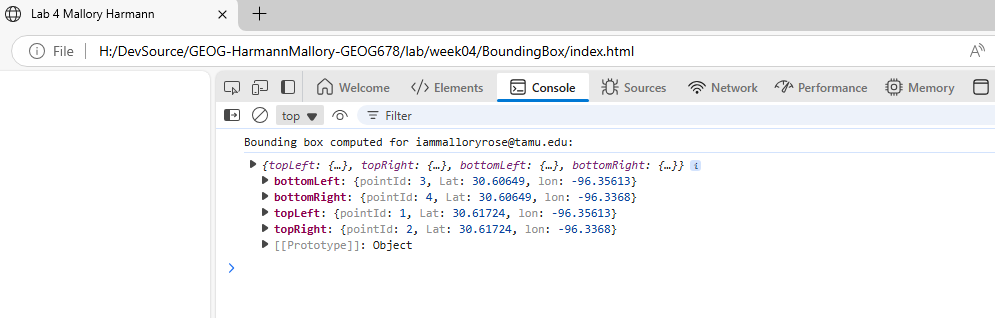 Lab 4 Mallory Harmann
File H:/DevSource/GEOG-HarmannMallory-GEOG678/lab/week04/BoundingBox/index.html A
Welcome Elements Console Sources Network Performance Memory
top Filter
Bounding box computed for iammalloryrose@tamu.edu:
{topLeft: {…}, topRight: {…}, bottomLeft: {…}, bottomRight: {…}} i
bottomLeft: {pointId: 3, Lat: 30.60649, lon: -96.35613}
bottomRight: {pointId: 4, Lat: 30.60649, lon: -96.3368}
topLeft: {pointId: 1, Lat: 30.61724, lon: -96.35613}
topRight: {pointId: 2, Lat: 30.61724, lon: -96.3368}
[[Prototype]]: Object